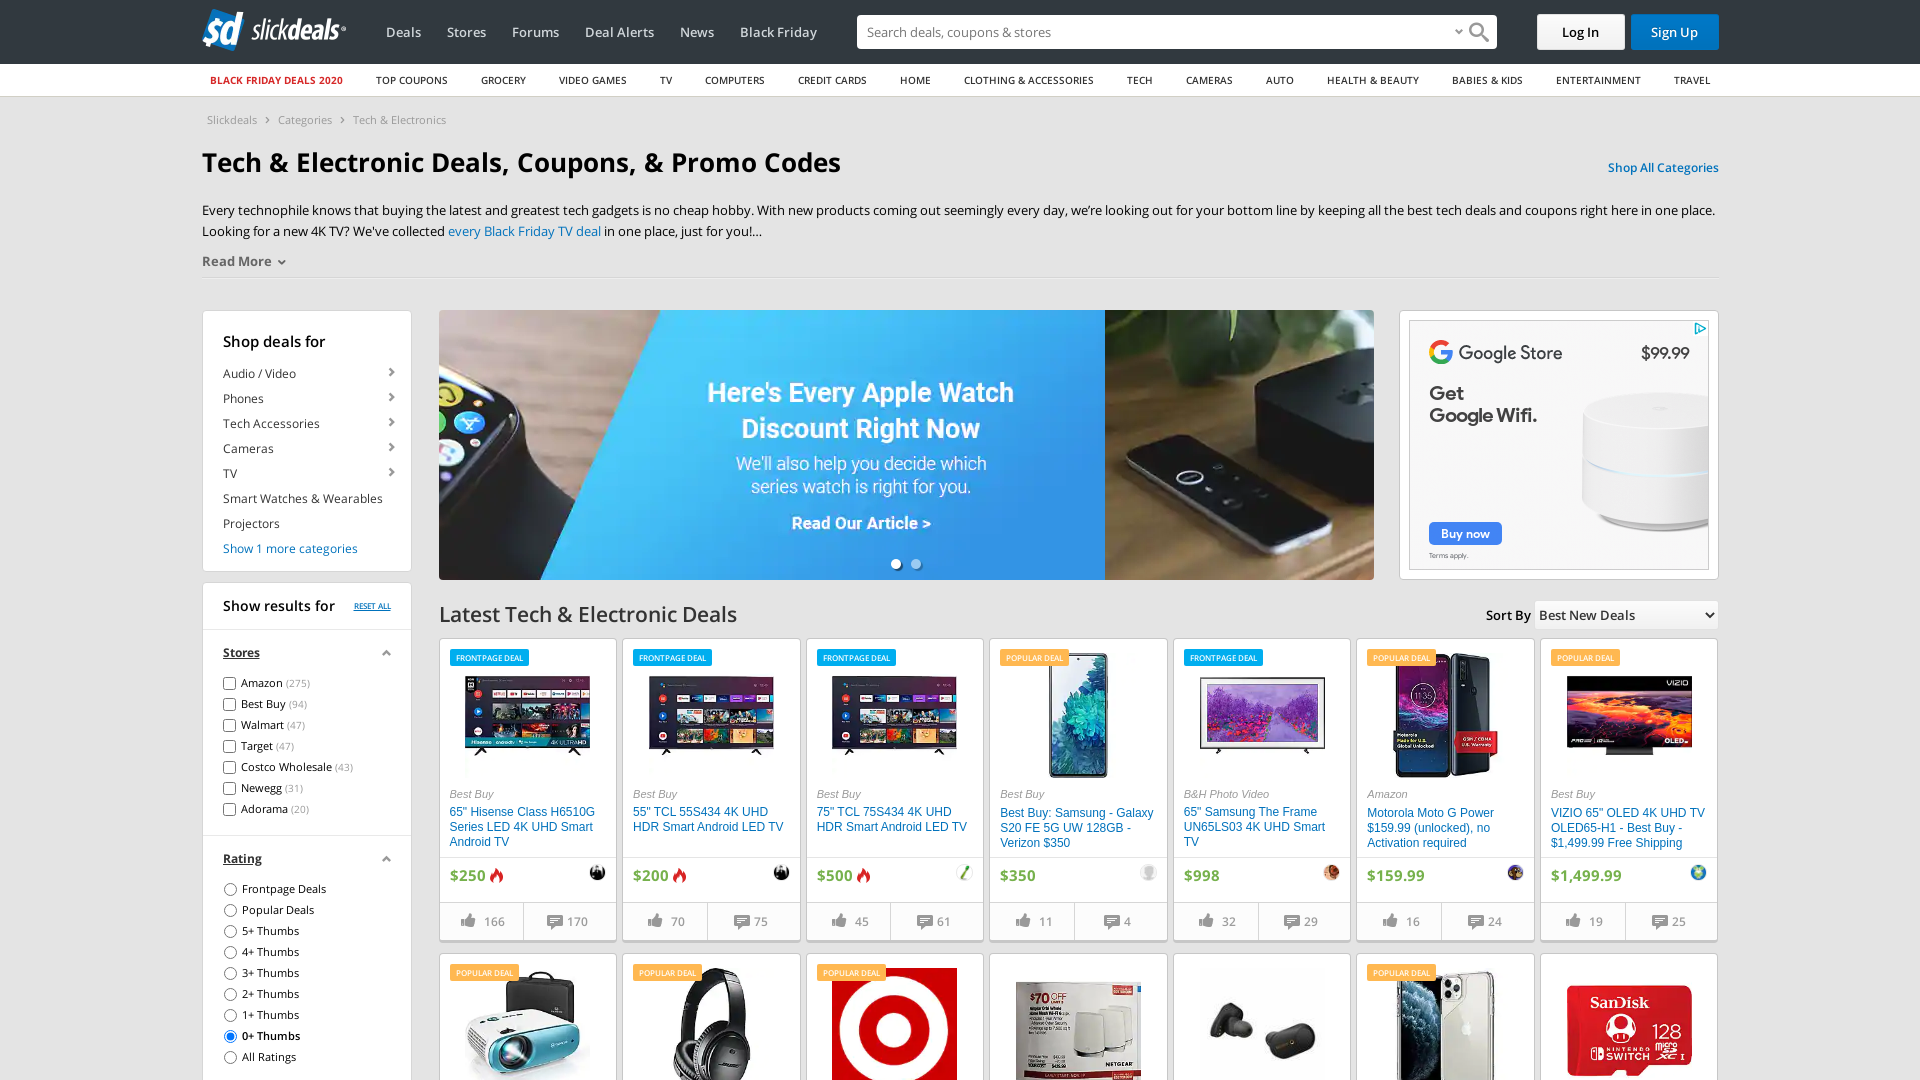 sd slickdeals
Deals
Stores
Forums
Deal Alerts
News
Black Friday
Search deals, coupons & stores
Log In
Sign Up
BLACK FRIDAY DEALS 2020
TOP COUPONS
GROCERY
VIDEO GAMES
TV
COMPUTERS
CREDIT CARDS
HOME
CLOTHING & ACCESSORIES
TECH
CAMERAS
AUTO
HEALTH & BEAUTY
BABIES & KIDS
ENTERTAINMENT
TRAVEL
Slickdeals > Categories > Tech & Electronics
Tech & Electronic Deals, Coupons, & Promo Codes
Shop All Categories
Every technophile knows that buying the latest and greatest tech gadgets is no cheap hobby. With new products coming out seemingly every day, we’re looking out for your bottom line by keeping all the best tech deals and coupons right here in one place.
Looking for a new 4K TV? We've collected every Black Friday TV deal in one place, just for you!...
Read More
Shop deals for
Audio / Video
Phones
Tech Accessories
Cameras
TV
Smart Watches & Wearables
Projectors
Show 1 more categories
Show results for
RESET ALL
Stores
Amazon (275)
Best Buy (94)
Walmart (47)
Target (47)
Costco Wholesale (43)
Newegg (31)
Adorama (20)
Rating
Frontpage Deals
Popular Deals
5+ Thumbs
4+ Thumbs
3+ Thumbs
2+ Thumbs
1+ Thumbs
0+ Thumbs
All Ratings
Here's Every Apple Watch
Discount Right Now
We'll also help you decide which
series watch is right for you.
Read Our Article >
Google Store
$99.99
Get
Google Wifi.
Buy now
Terms apply.
Latest Tech & Electronic Deals
Sort By
Best New Deals
FRONTPAGE DEAL
Hisense
4K ULTRAHD
Best Buy
65" Hisense Class H6510G
Series LED 4K UHD Smart
Android TV
$250
166
170
FRONTPAGE DEAL
Best Buy
55" TCL 55S434 4K UHD
HDR Smart Android LED TV
$200
70
75
FRONTPAGE DEAL
Best Buy
75" TCL 75S434 4K UHD
HDR Smart Android LED TV
$500
45
61
POPULAR DEAL
Best Buy
Best Buy: Samsung - Galaxy
S20 FE 5G UW 128GB -
Verizon $350
$350
11
4
FRONTPAGE DEAL
B&H Photo Video
65" Samsung The Frame
UN65LS03 4K UHD Smart
TV
$998
32
29
POPULAR DEAL
11:35
Motorola
Made for U.S.
Global Unlocked
GSM / CDMA
U.S. Warranty
Amazon
Motorola Moto G Power
$159.99 (unlocked), no
Activation required
$159.99
16
24
POPULAR DEAL
VIZIO
OLED
Best Buy
VIZIO 65" OLED 4K UHD TV
OLED65-H1 - Best Buy -
$1,499.99 Free Shipping
$1,499.99
19
25
POPULAR DEAL
POPULAR DEAL
POPULAR DEAL
$70 OFF
NETGEAR
POPULAR DEAL
SanDisk
128
NINTENDO
SWITCH
micro
XC I